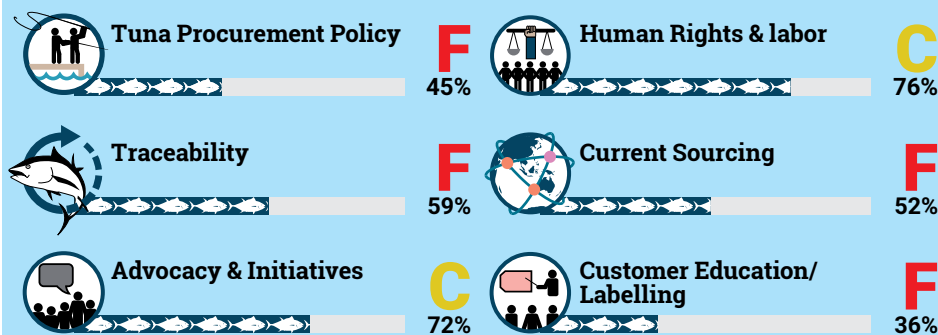 Tuna Procurement Policy
F
45%
Human Rights & labor
C
76%
Traceability
F
59%
Current Sourcing
F
52%
Advocacy & Initiatives
C
72%
Customer Education/
Labelling
F
36%